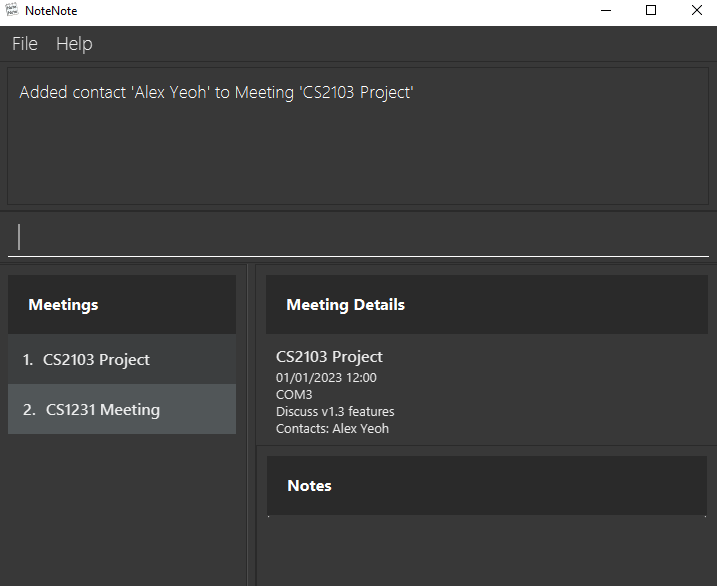 NoteNote
File Help
Added contact 'Alex Yeoh' to Meeting 'CS2103 Project'
Meetings
1. CS2103 Project
2. CS1231 Meeting
Meeting Details
CS2103 Project
01/01/2023 12:00
COM3
Discuss v1.3 features
Contacts: Alex Yeoh
Notes